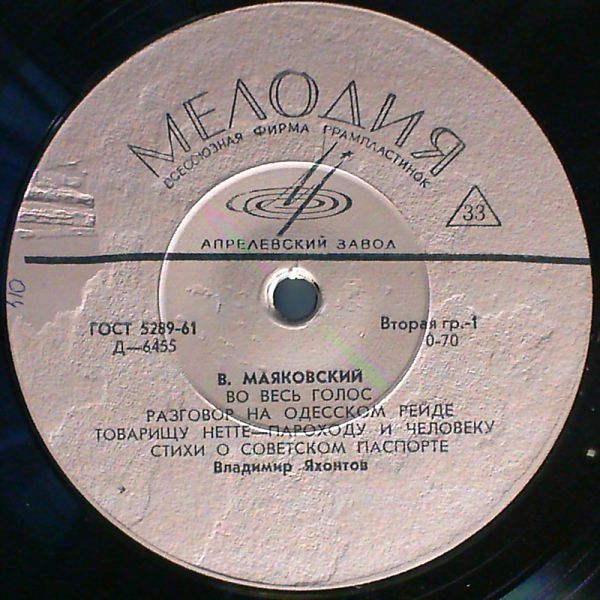 МЕЛОДИЯ
ВСЕСОЮЗНАЯ ФИРМА ГРАМПЛАСТИНОК
33
АПРЕЛЕВСКИЙ ЗАВОД
ГОСТ 5289-61
Д—6455
Вторая гр.-1
0-70
В. МАЯКОВСКИЙ
ВО ВЕСЬ ГОЛОС
РАЗГОВОР НА ОДЕССКОМ РЕЙДЕ
ТОВАРИЩУ НЕТТЕ—ПАРОХОДУ И ЧЕЛОВЕКУ
СТИХИ О СОВЕТСКОМ ПАСПОРТЕ
Владимир Яхонтов